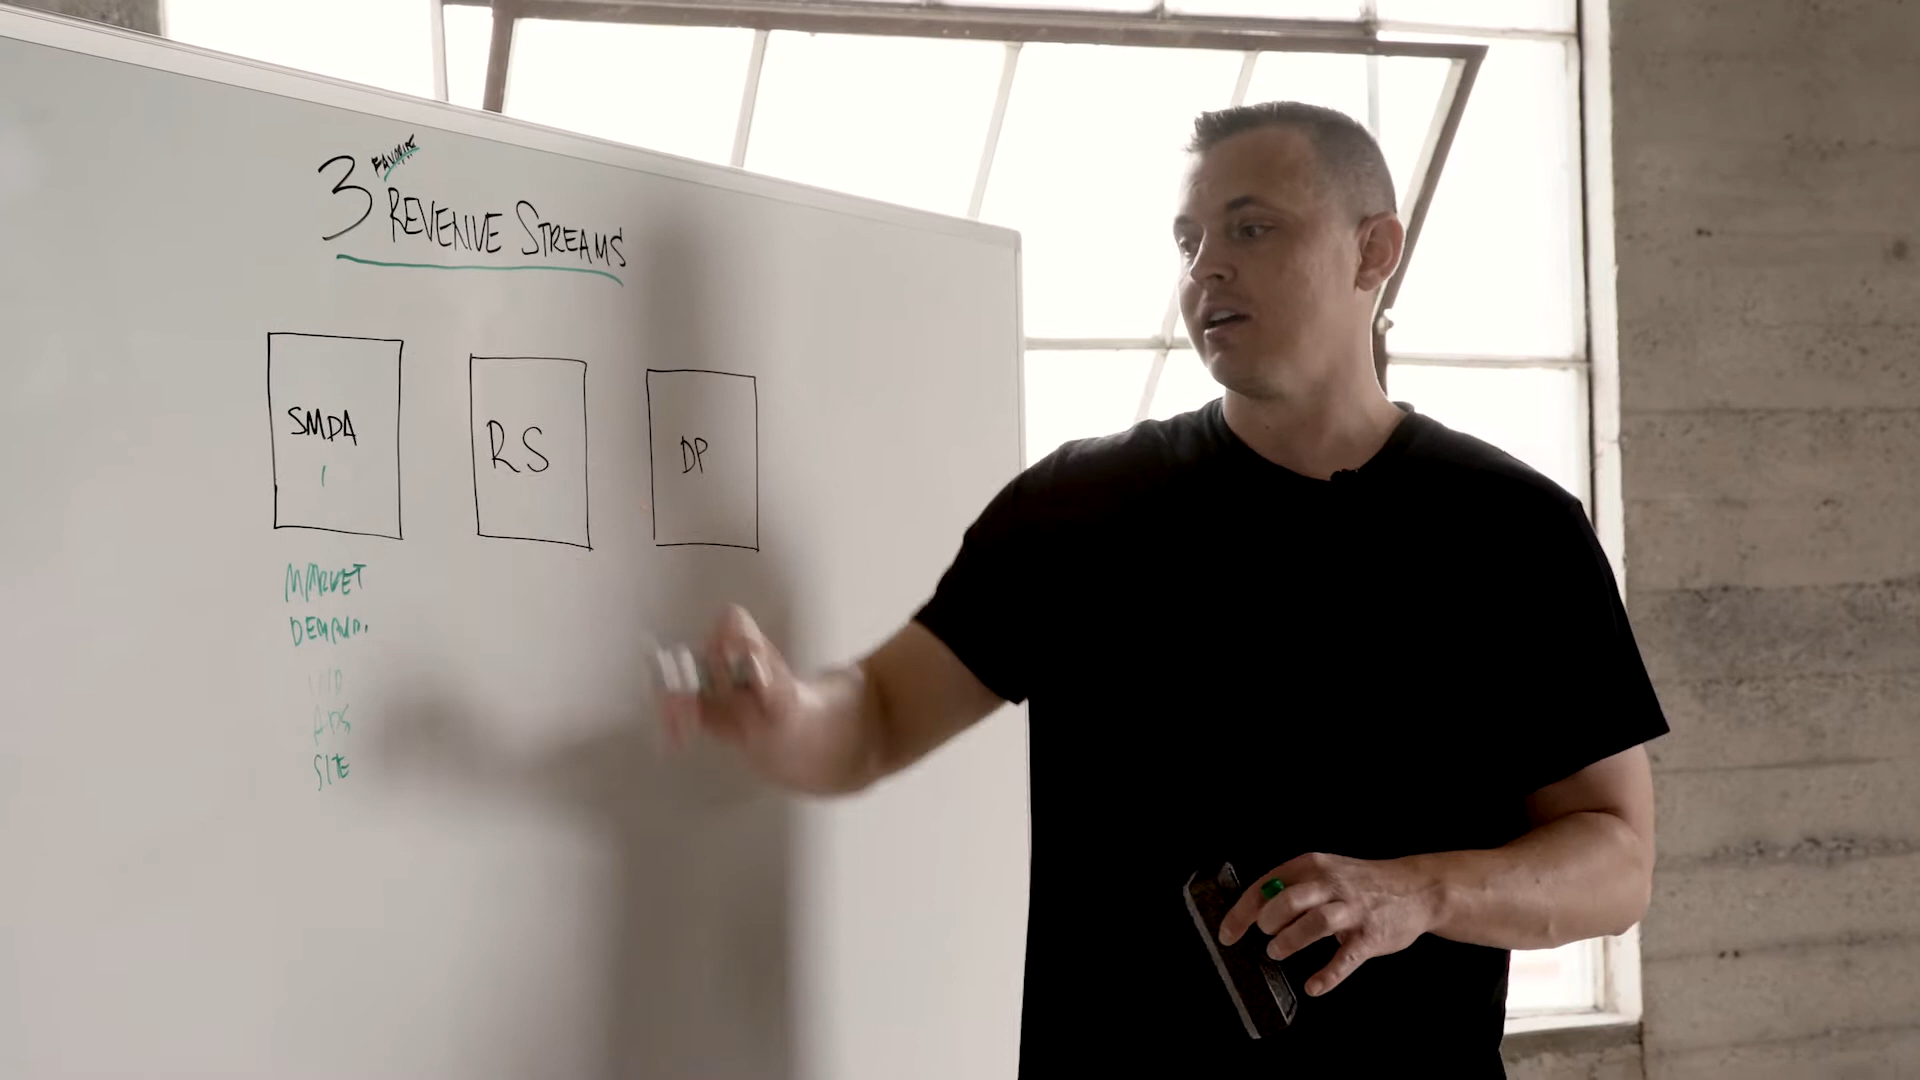 3 FAVORITE
REVENUE STREAMS
SMDA
RS
DP
MARKET
DEMAND.
ADS
SITE